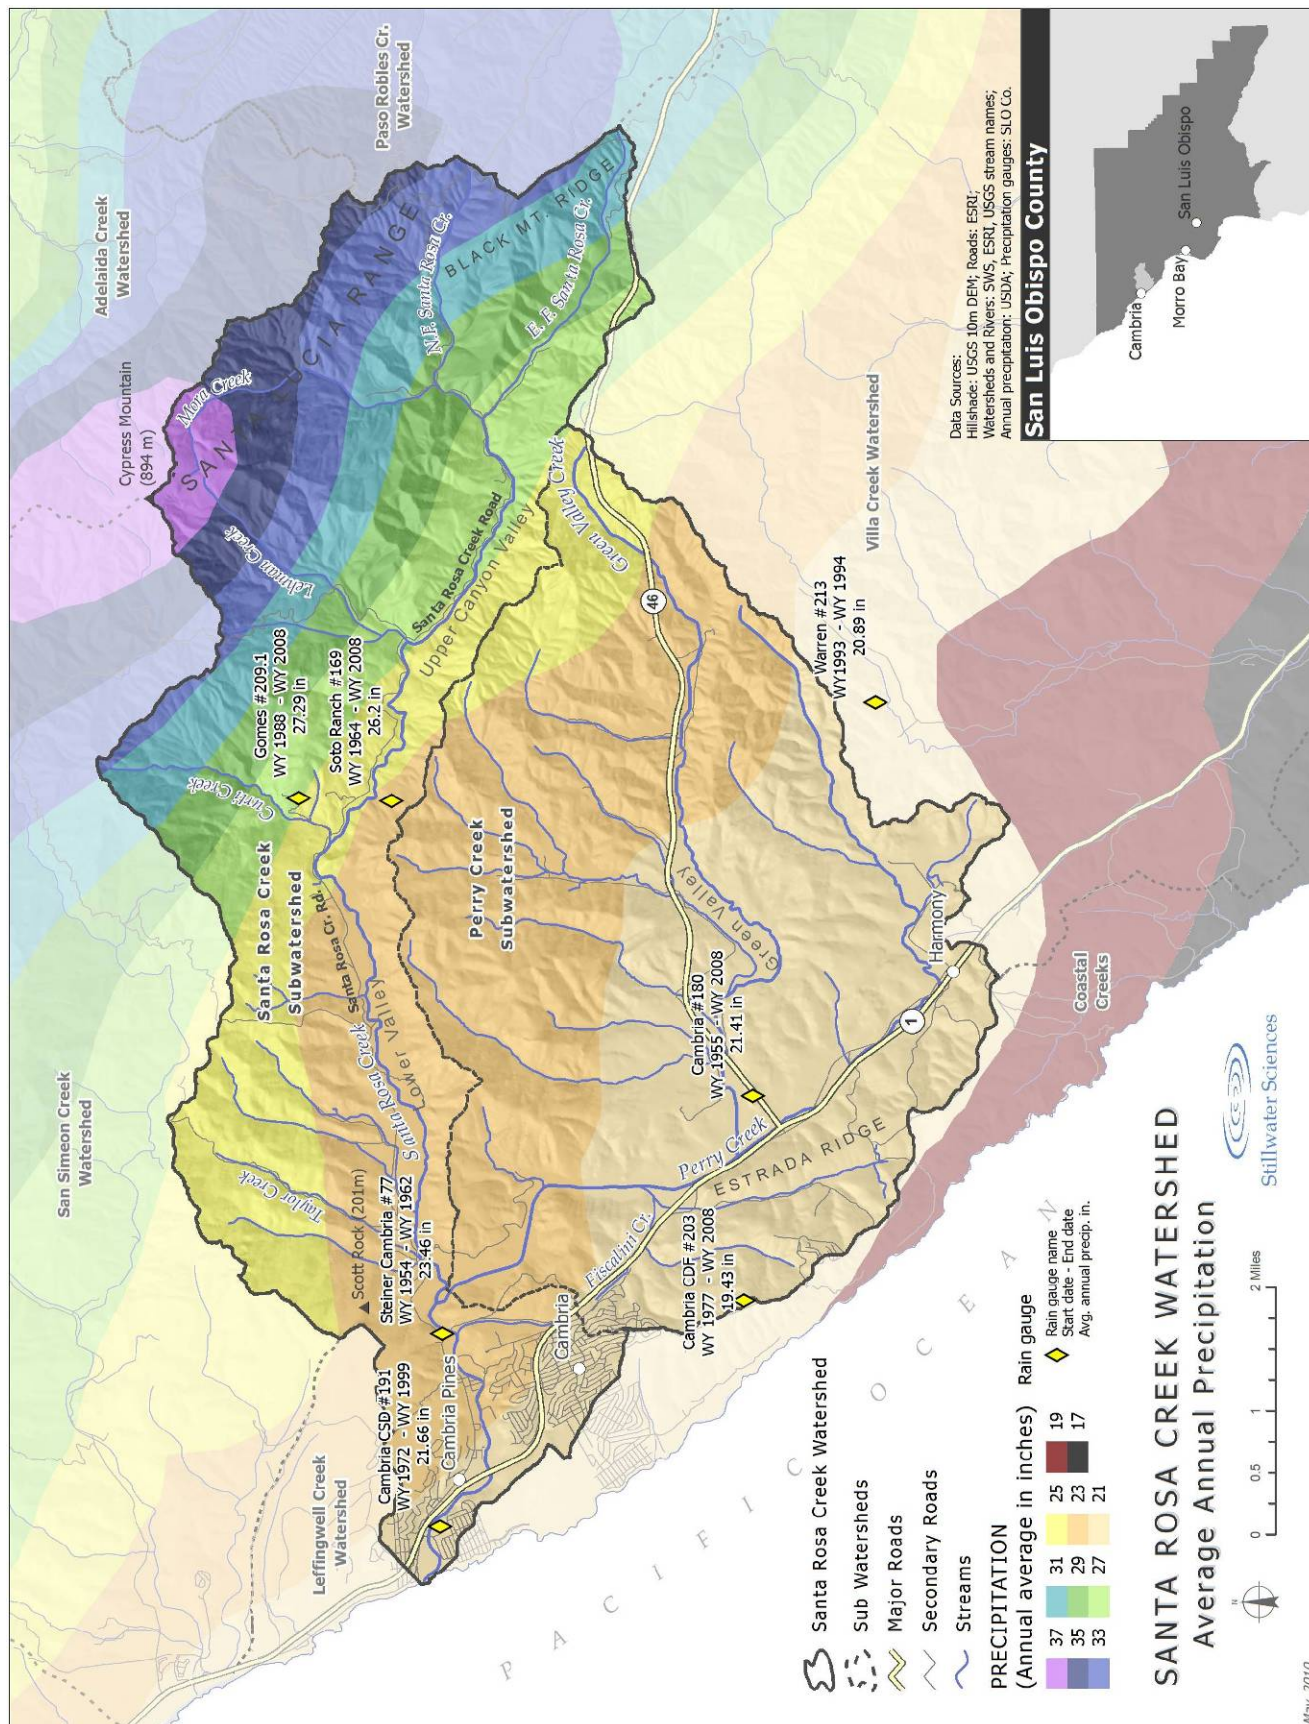 Paso Robles Cr.
Watershed
Adelaida Creek
Watershed
Cypress Mountain
(894 m)
San Simeon Creek
Watershed
Leffingwell Creek
Watershed
Villa Creek Watershed
Coastal
Creeks
SANTA LUCIA RANGE
BLACK MT. RIDGE
Mora Creek
N.F. Santa Rosa Cr.
E. F. Santa Rosa Cr.
Lehman Creek
Santa Rosa Creek Road
Upper Canyon Valley
Green Valley Creek
46
Gomes #209.1
WY 1988 - WY 2008
27.29 in
Soto Ranch #169
WY 1964 - WY 2008
26.2 in
Curti Creek
Santa Rosa Creek
Subwatershed
Santa Rosa Cr. Rd.
Perry Creek
Subwatershed
Santa Rosa Creek
Lower Valley
Taylor Creek
Scott Rock (201m)
Steiner Cambria #77
WY 1954 - WY 1962
23.46 in
Cambria CSD #191
WY 1972 - WY 1999
21.66 in
Cambria Pines
Cambria
Fiscalini Cr.
Perry Creek
ESTRADA RIDGE
Cambria CDF #203
WY 1977 - WY 2008
19.43 in
Cambria #180
WY 1955 - WY 2008
21.41 in
Green Valley
Harmony
1
Warren #213
WY1993 - WY 1994
20.89 in
PACIFIC OCEAN
Data Sources:
Hillshade: USGS 10m DEM; Roads: ESRI;
Watersheds and Rivers: SWS, ESRI, USGS stream names;
Annual precipitation: USDA; Precipitation gauges: SLO Co.
San Luis Obispo County
Cambria
Morro Bay
San Luis Obispo
Santa Rosa Creek Watershed
Sub Watersheds
Major Roads
Secondary Roads
Streams
PRECIPITATION
(Annual average in inches)
37 31 25 19
35 29 23 17
33 27 21
Rain gauge
Rain gauge name
Start date - End date
Avg. annual precip. in.
SANTA ROSA CREEK WATERSHED
Average Annual Precipitation
N
0 0.5 1 2 Miles
Stillwater Sciences
May, 2010